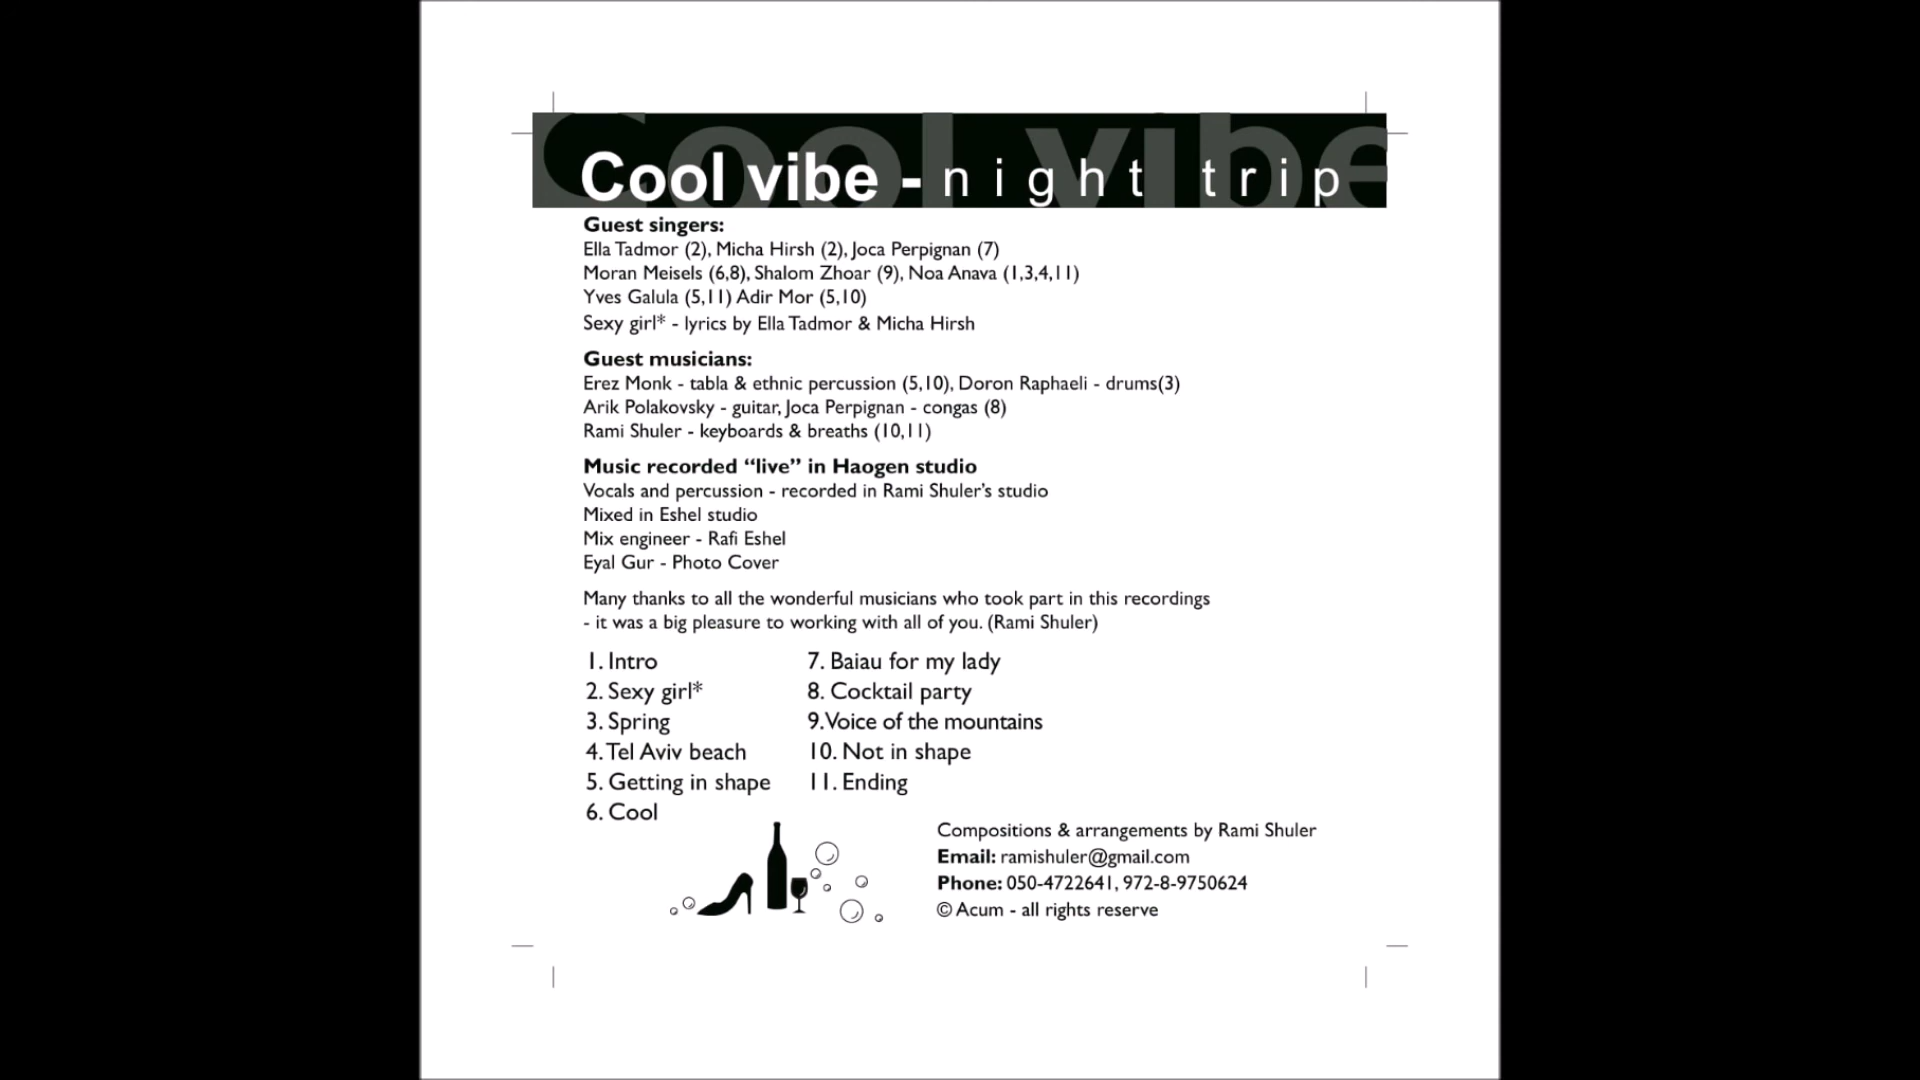 Cool vibe
Cool vibe - night trip
Guest singers:
Ella Tadmor (2), Micha Hirsh (2), Joca Perpignan (7)
Moran Meisels (6,8), Shalom Zhoar (9), Noa Anava (1,3,4,11)
Yves Galula (5,11) Adir Mor (5,10)
Sexy girl* - lyrics by Ella Tadmor & Micha Hirsh
Guest musicians:
Erez Monk - tabla & ethnic percussion (5,10), Doron Raphaeli - drums(3)
Arik Polakovsky - guitar, Joca Perpignan - congas (8)
Rami Shuler - keyboards & breaths (10,11)
Music recorded “live” in Haogen studio
Vocals and percussion - recorded in Rami Shuler’s studio
Mixed in Eshel studio
Mix engineer - Rafi Eshel
Eyal Gur - Photo Cover
Many thanks to all the wonderful musicians who took part in this recordings
- it was a big pleasure to working with all of you. (Rami Shuler)
1. Intro
2. Sexy girl*
3. Spring
4. Tel Aviv beach
5. Getting in shape
6. Cool
7. Baiau for my lady
8. Cocktail party
9. Voice of the mountains
10. Not in shape
11. Ending
Compositions & arrangements by Rami Shuler
Email: ramishuler@gmail.com
Phone: 050-4722641, 972-8-9750624
© Acum - all rights reserve